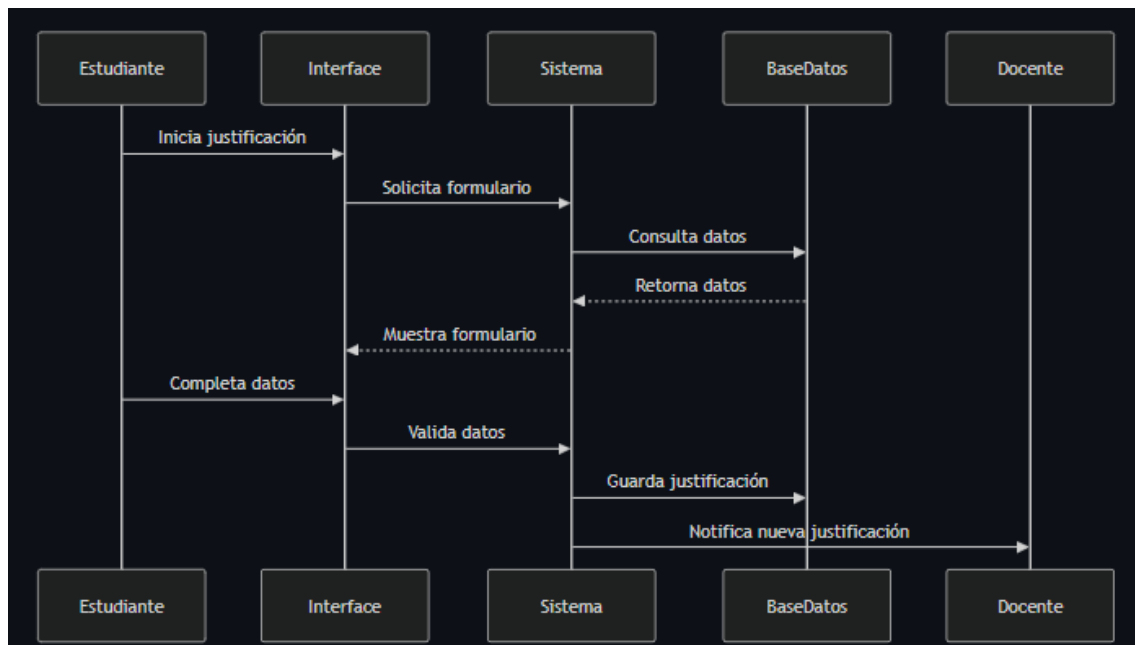 Estudiante Interface Sistema BaseDatos Docente
Inicia justificación
Solicita formulario
Consulta datos
Retorna datos
Muestra formulario
Completa datos
Valida datos
Guarda justificación
Notifica nueva justificación
Estudiante Interface Sistema BaseDatos Docente